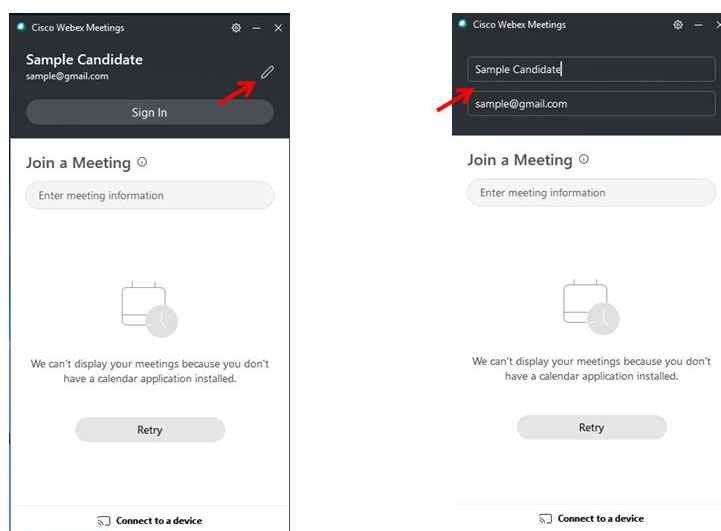 Cisco Webex Meetings
Sample Candidate
sample@gmail.com
Sign In
Join a Meeting
Enter meeting information
We can't display your meetings because you don't
have a calendar application installed.
Retry
Connect to a device
Cisco Webex Meetings
Sample Candidate
sample@gmail.com
Join a Meeting
Enter meeting information
We can't display your meetings because you don't
have a calendar application installed.
Retry
Connect to a device